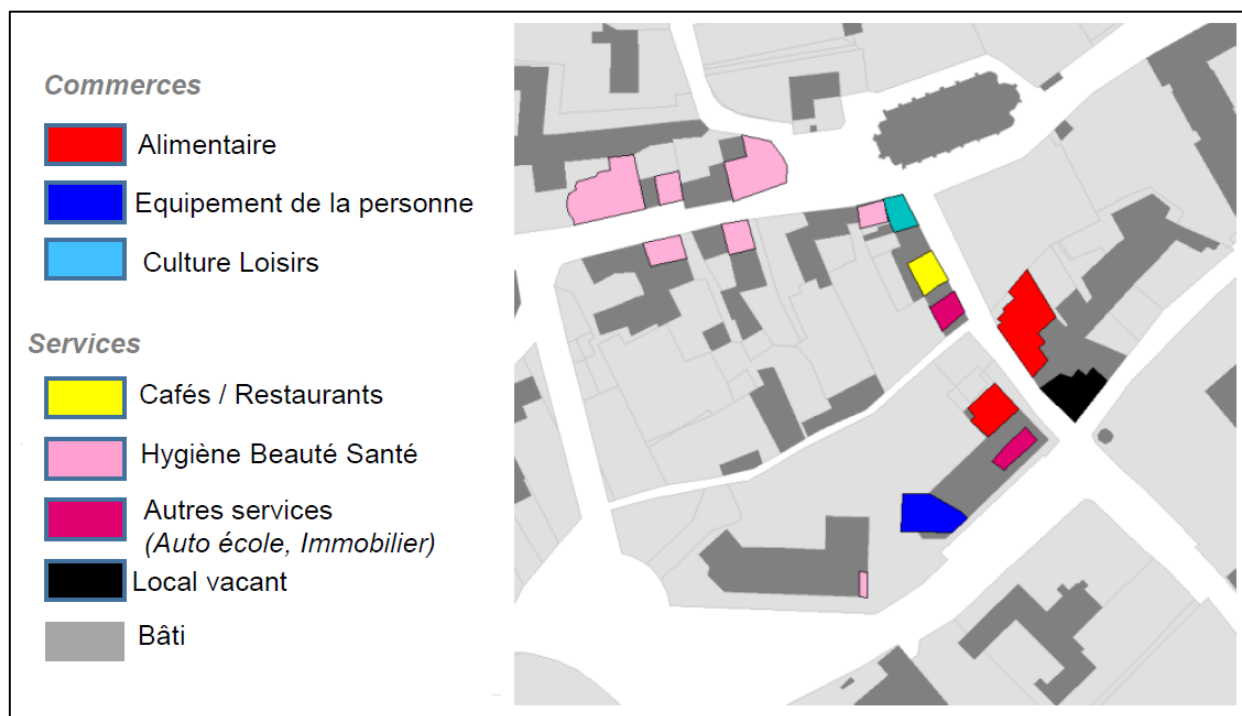 Commerces
Alimentaire
Equipement de la personne
Culture Loisirs
Services
Cafés / Restaurants
Hygiène Beauté Santé
Autres services
(Auto école, Immobilier)
Local vacant
Bâti